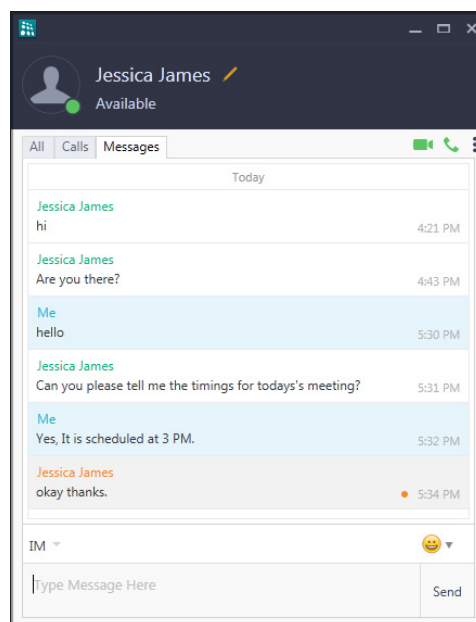 Jessica James
Available
All Calls Messages
Today
Jessica James
hi 4:21 PM
Jessica James
Are you there? 4:43 PM
Me
hello 5:30 PM
Jessica James
Can you please tell me the timings for todays's meeting? 5:31 PM
Me
Yes, It is scheduled at 3 PM. 5:32 PM
Jessica James
okay thanks. 5:34 PM
IM
Type Message Here
Send